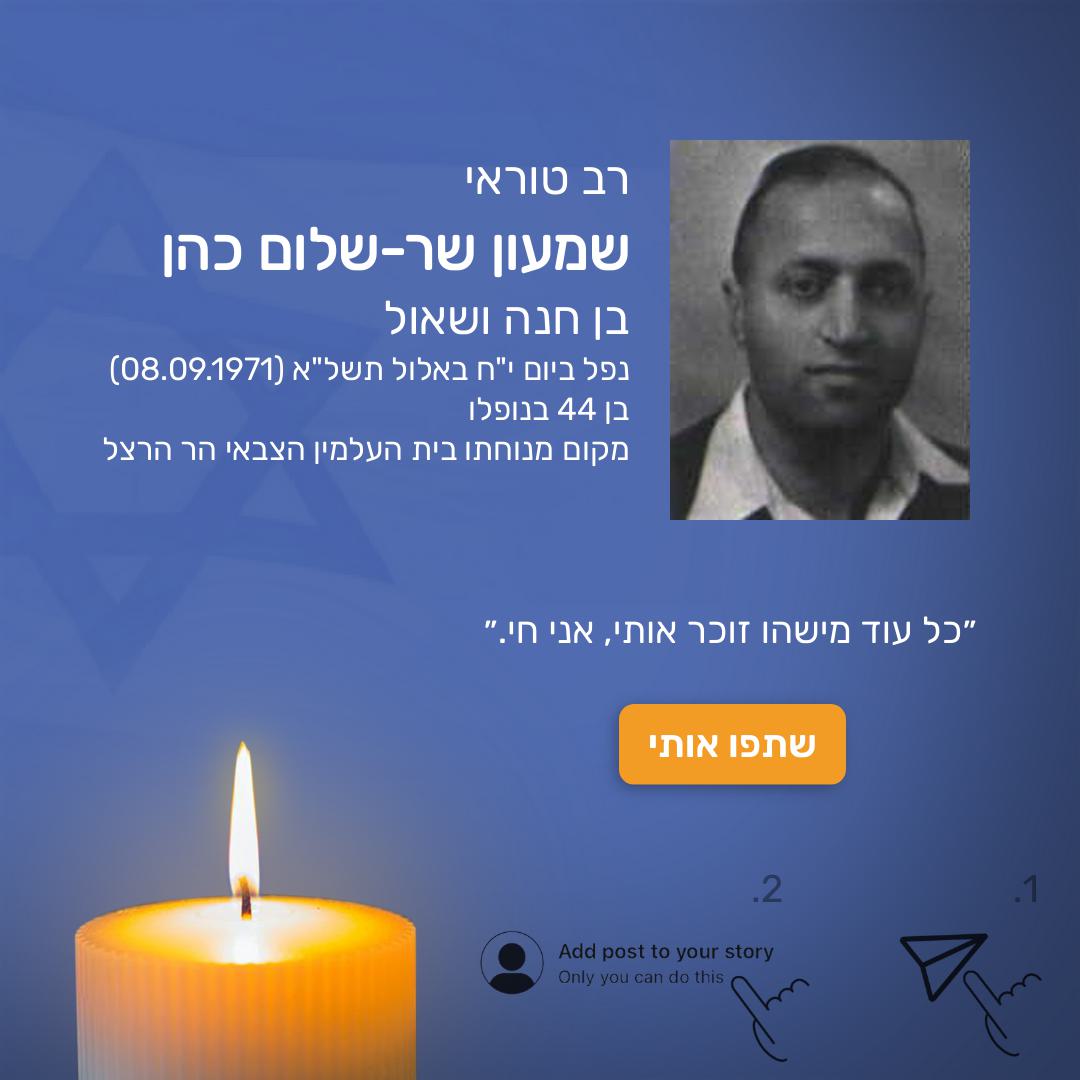 רב טוראי
שמעון שר-שלום כהן
בן חנה ושאול
נפל ביום י"ח באלול תשל"א (08.09.1971)
בן 44 בנופלו
מקום מנוחתו בית העלמין הצבאי הר הרצל
״כל עוד מישהו זוכר אותי, אני חי.״
שתפו אותי
.1
.2
Add post to your story
Only you can do this